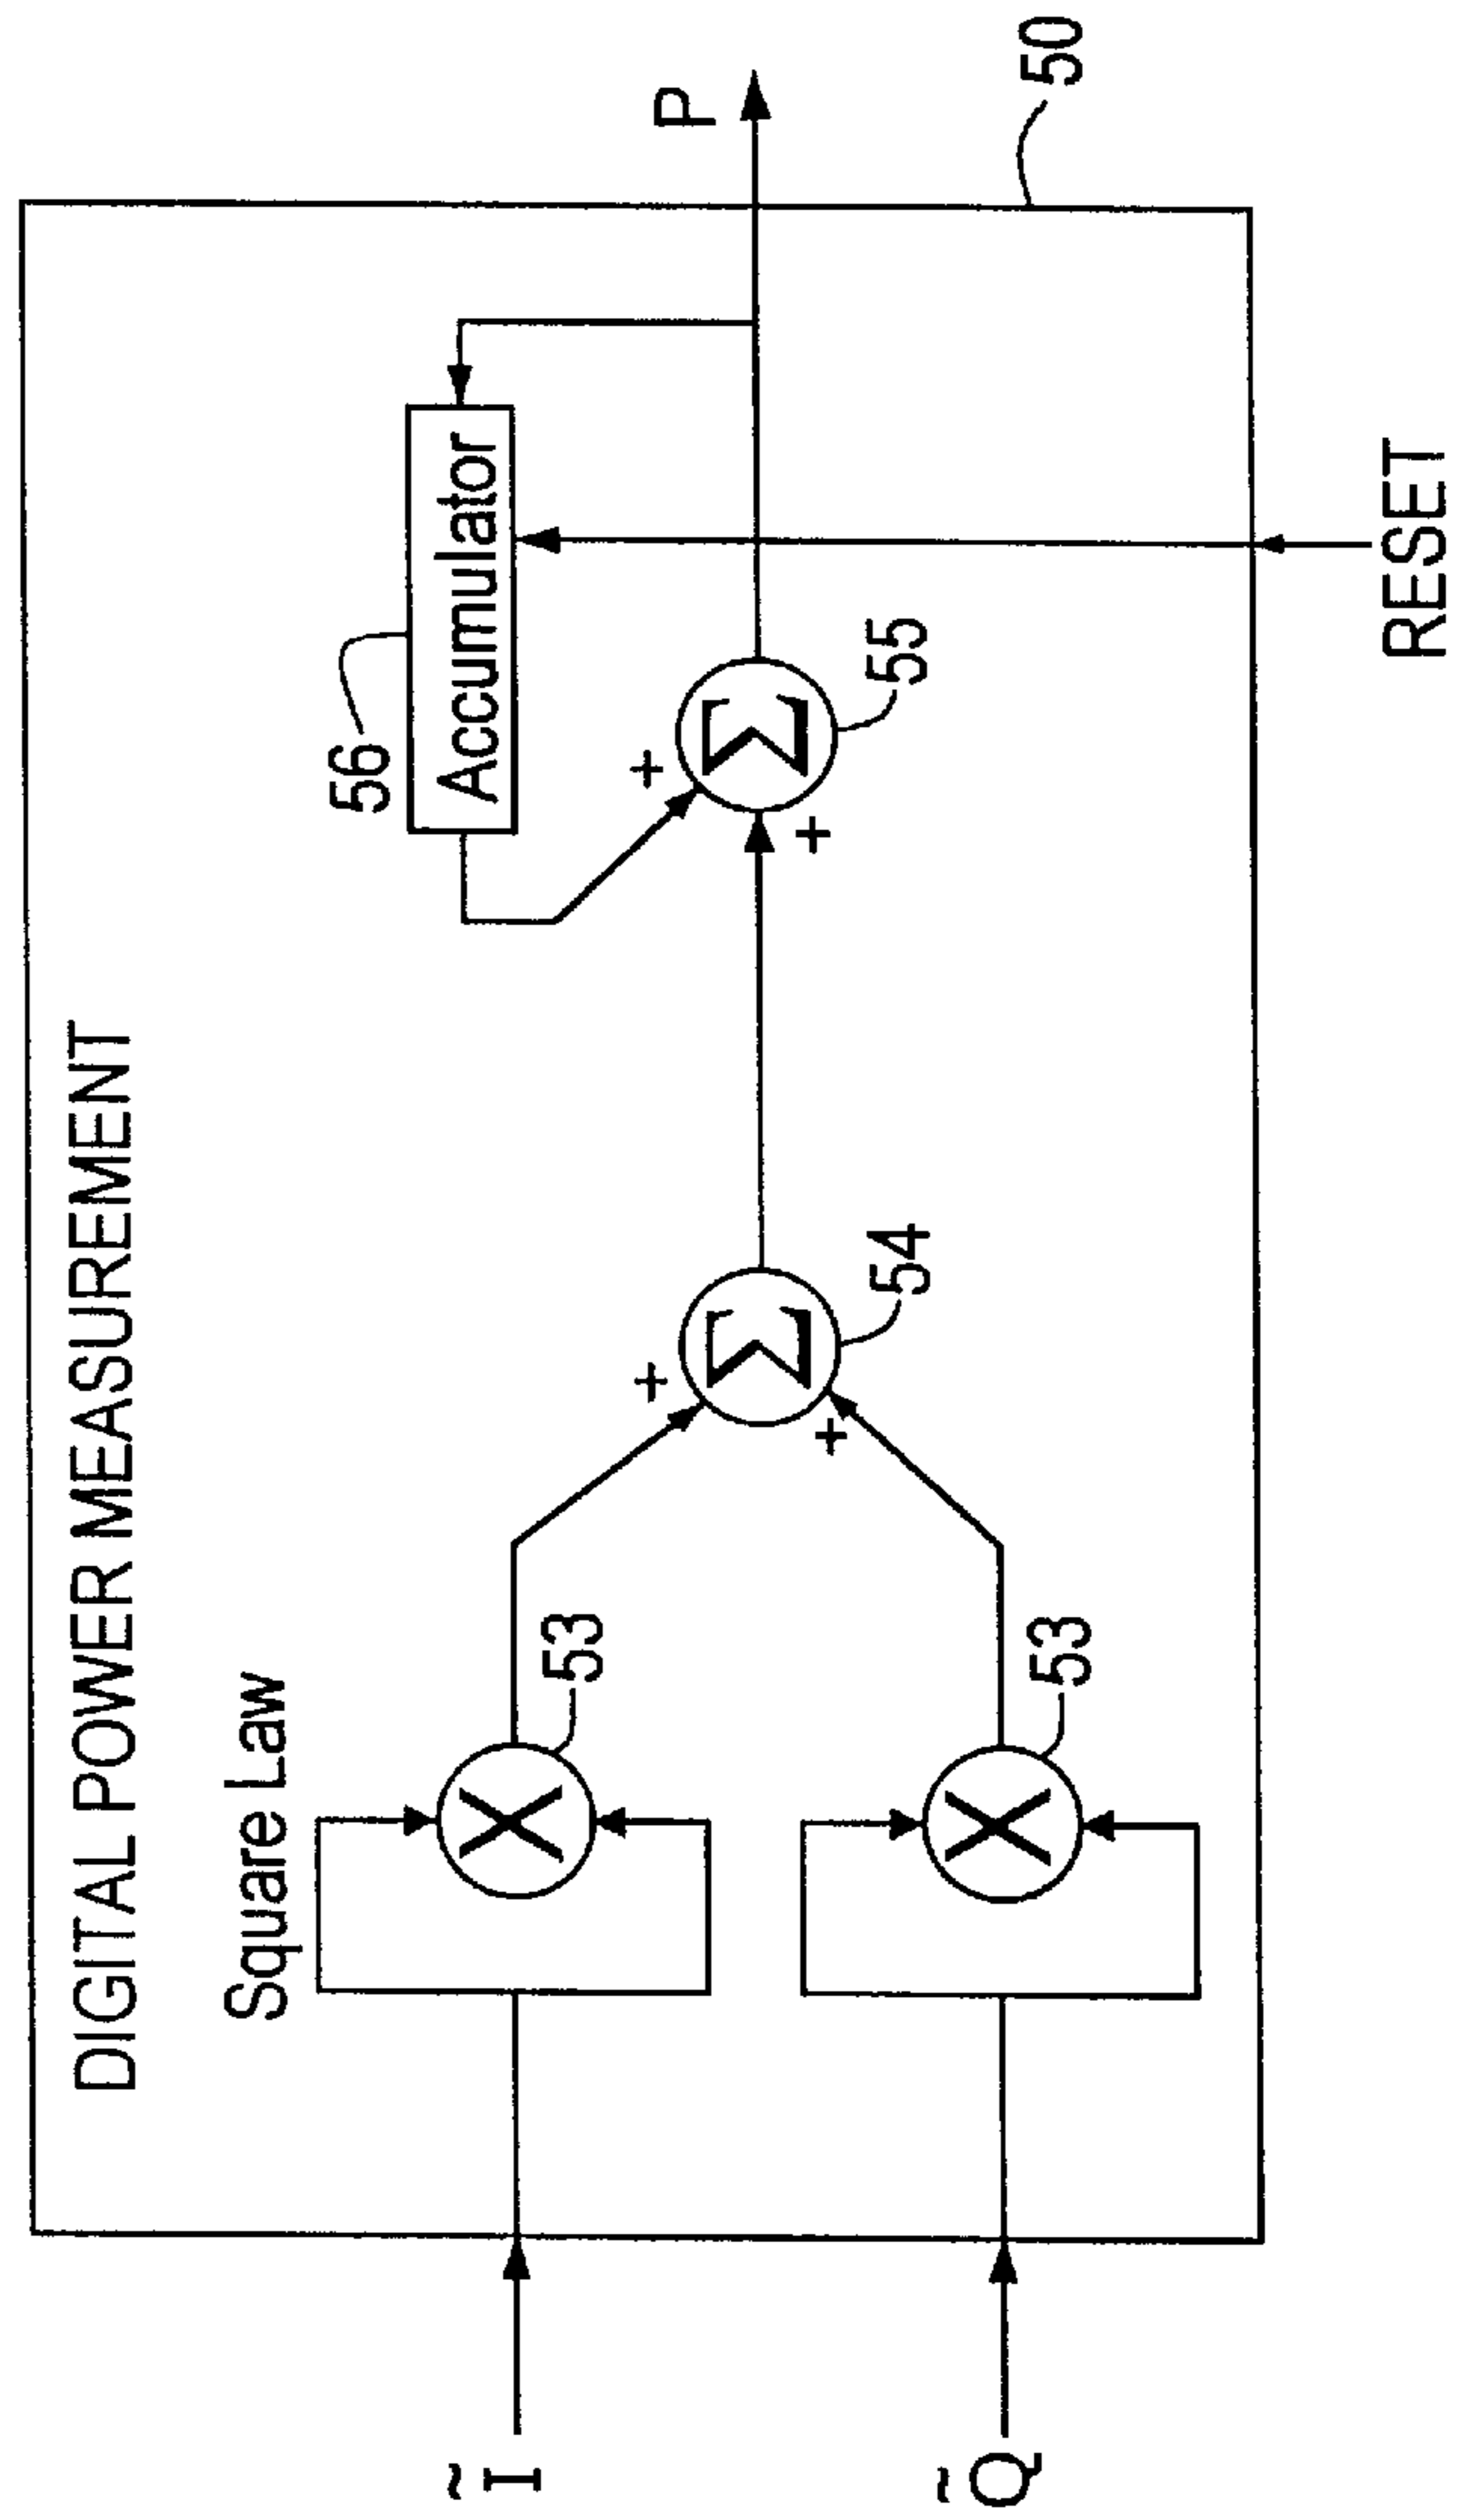 DIGITAL POWER MEASUREMENT
Square Law
56
Accumulator
P
Ĩ
X
53
+
Σ
+
54
+
Σ
+
55
Q̃
X
53
50
RESET